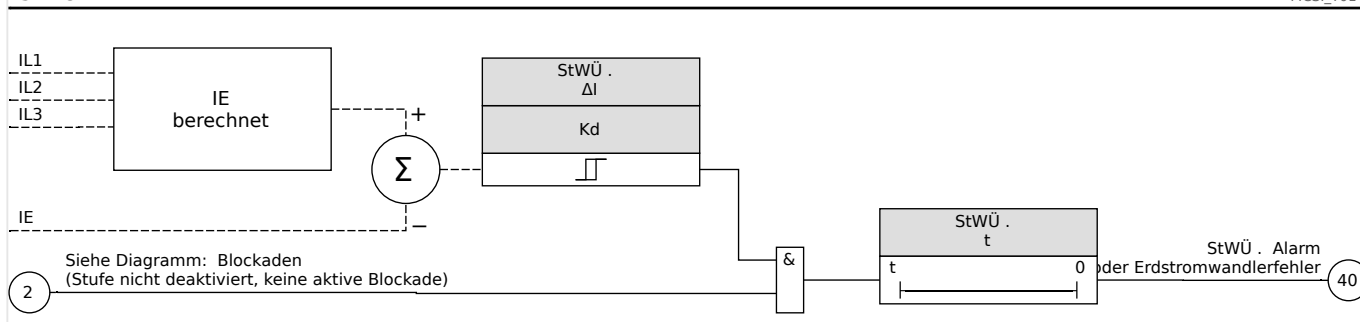 IL1
IL2
IL3
IE
berechnet
+
Σ
−
IE
StWÜ .
ΔI
Kd
Siehe Diagramm: Blockaden
(Stufe nicht deaktiviert, keine aktive Blockade)
2
&
StWÜ .
t
t 0
StWÜ . Alarm
oder Erdstromwandlerfehler
40